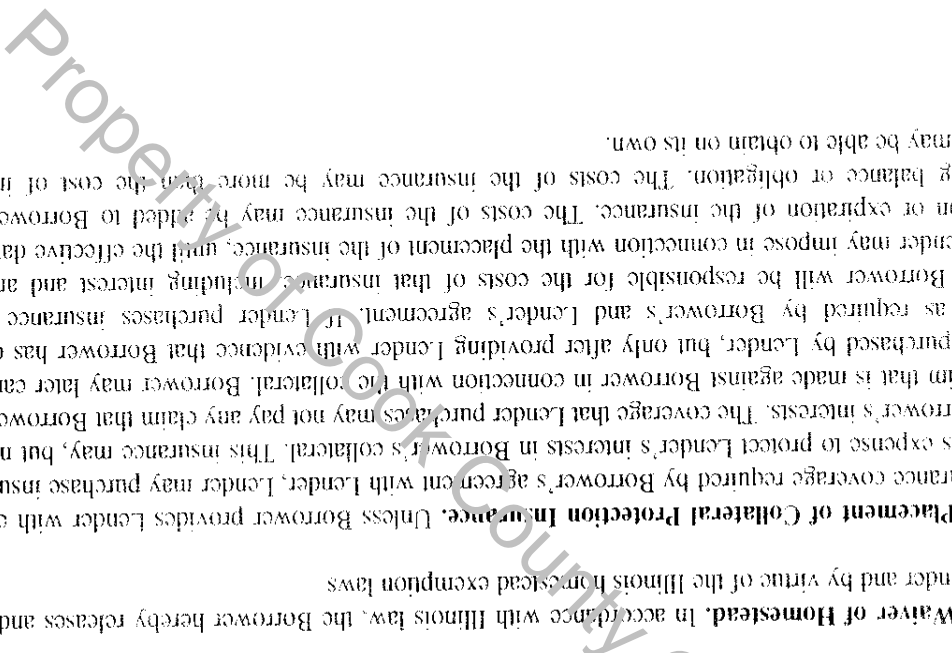 Waiver of Homestead. In accordance with Illinois law, the Borrower hereby releases and
nder and by virtue of the Illinois homestead exemption laws
Placement of Collateral Protection Insurance. Unless Borrower provides Lender with e
urance coverage required by Borrower's agreement with Lender, Lender may purchase insu
s expense to protect Lender's interests in Borrower's collateral. This insurance may, but n
rrower's interests. The coverage that Lender purchases may not pay any claim that Borrowe
im that is made against Borrower in connection with the collateral. Borrower may later can
purchased by Lender, but only after providing Lender with evidence that Borrower has o
as required by Borrower's and Lender's agreement. If Lender purchases insurance
Borrower will be responsible for the costs of that insurance, including interest and an
ender may impose in connection with the placement of the insurance, until the effective dat
on or expiration of the insurance. The costs of the insurance may be added to Borrowe
g balance or obligation. The costs of the insurance may be more than the cost of in
may be able to obtain on its own.
Property of Cook County